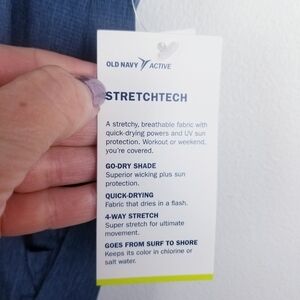 OLD NAVY ACTIVE
STRETCHTECH
A stretchy, breathable fabric with
quick-drying powers and UV sun
protection. Workout or weekend,
you're covered.
GO-DRY SHADE
Superior wicking plus sun
protection.
QUICK-DRYING
Fabric that dries in a flash.
4-WAY STRETCH
Super stretch for ultimate
movement.
GOES FROM SURF TO SHORE
Keeps its color in chlorine or
salt water.